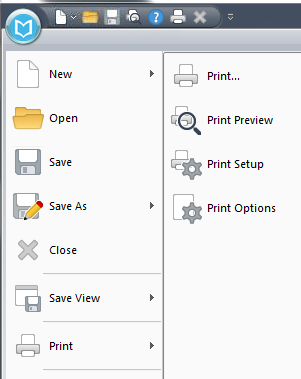 New
Open
Save
Save As
Close
Save View
Print
Print...
Print Preview
Print Setup
Print Options